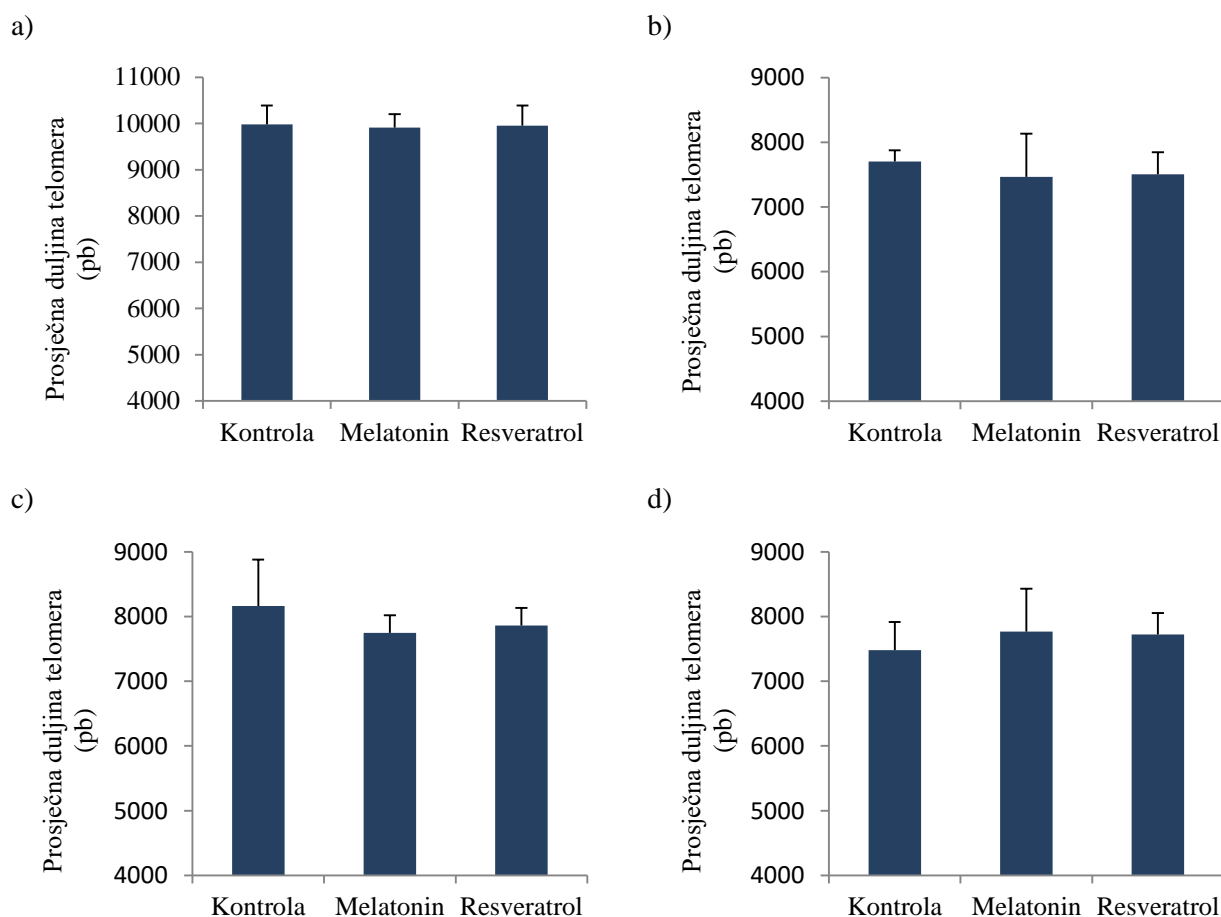 a)
11000
10000
9000
8000
7000
6000
5000
4000
Prosječna duljina telomera
(pb)
Kontrola Melatonin Resveratrol
b)
9000
8000
7000
6000
5000
4000
Prosječna duljina telomera
(pb)
Kontrola Melatonin Resveratrol
c)
9000
8000
7000
6000
5000
4000
Prosječna duljina telomera
(pb)
Kontrola Melatonin Resveratrol
d)
9000
8000
7000
6000
5000
4000
Prosječna duljina telomera
(pb)
Kontrola Melatonin Resveratrol